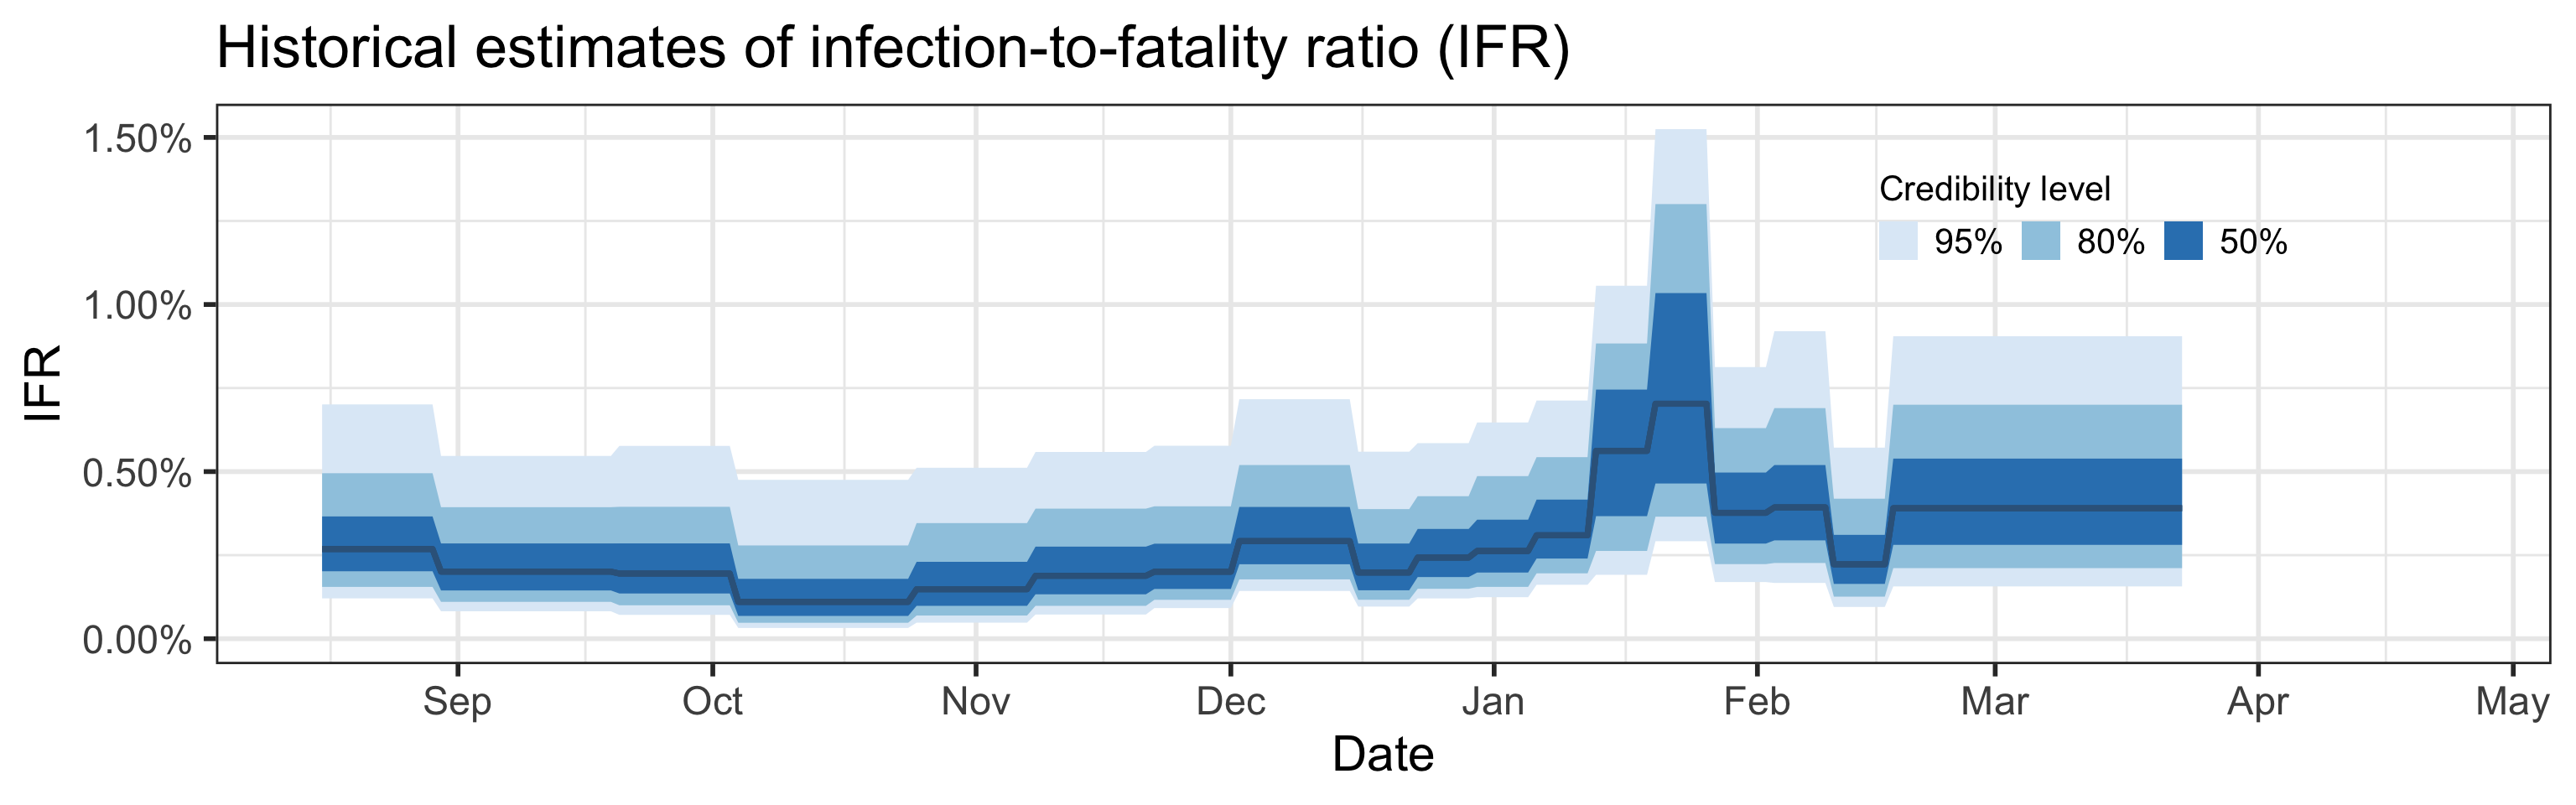 Historical estimates of infection-to-fatality ratio (IFR)
1.50%
1.00%
0.50%
0.00%
IFR
Credibility level
95% 80% 50%
Sep Oct Nov Dec Jan Feb Mar Apr May
Date